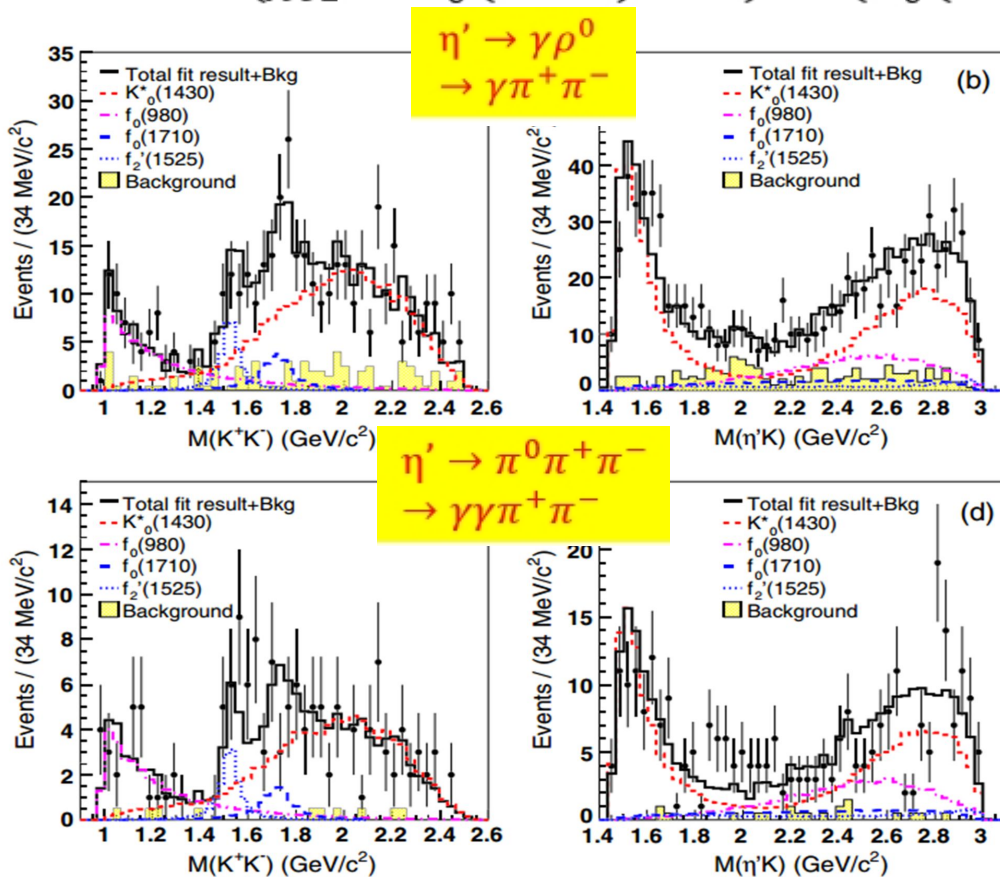 η′ → γρ⁰
→ γπ⁺π⁻
Events / (34 MeV/c²)
35
30
25
20
15
10
5
0
Total fit result+Bkg
K*₀(1430)
f₀(980)
f₀(1710)
f₂'(1525)
Background
1 1.2 1.4 1.6 1.8 2 2.2 2.4 2.6
M(K⁺K⁻) (GeV/c²)
Events / (34 MeV/c²)
40
30
20
10
0
Total fit result+Bkg
K*₀(1430)
f₀(980)
f₀(1710)
f₂'(1525)
Background
(b)
1.4 1.6 1.8 2 2.2 2.4 2.6 2.8 3
M(η'K) (GeV/c²)
η′ → π⁰π⁺π⁻
→ γγπ⁺π⁻
Events / (34 MeV/c²)
14
12
10
8
6
4
2
0
Total fit result+Bkg
K*₀(1430)
f₀(980)
f₀(1710)
f₂'(1525)
Background
1 1.2 1.4 1.6 1.8 2 2.2 2.4 2.6
M(K⁺K⁻) (GeV/c²)
Events / (34 MeV/c²)
20
15
10
5
0
Total fit result+Bkg
K*₀(1430)
f₀(980)
f₀(1710)
f₂'(1525)
Background
(d)
1.4 1.6 1.8 2 2.2 2.4 2.6 2.8 3
M(η'K) (GeV/c²)